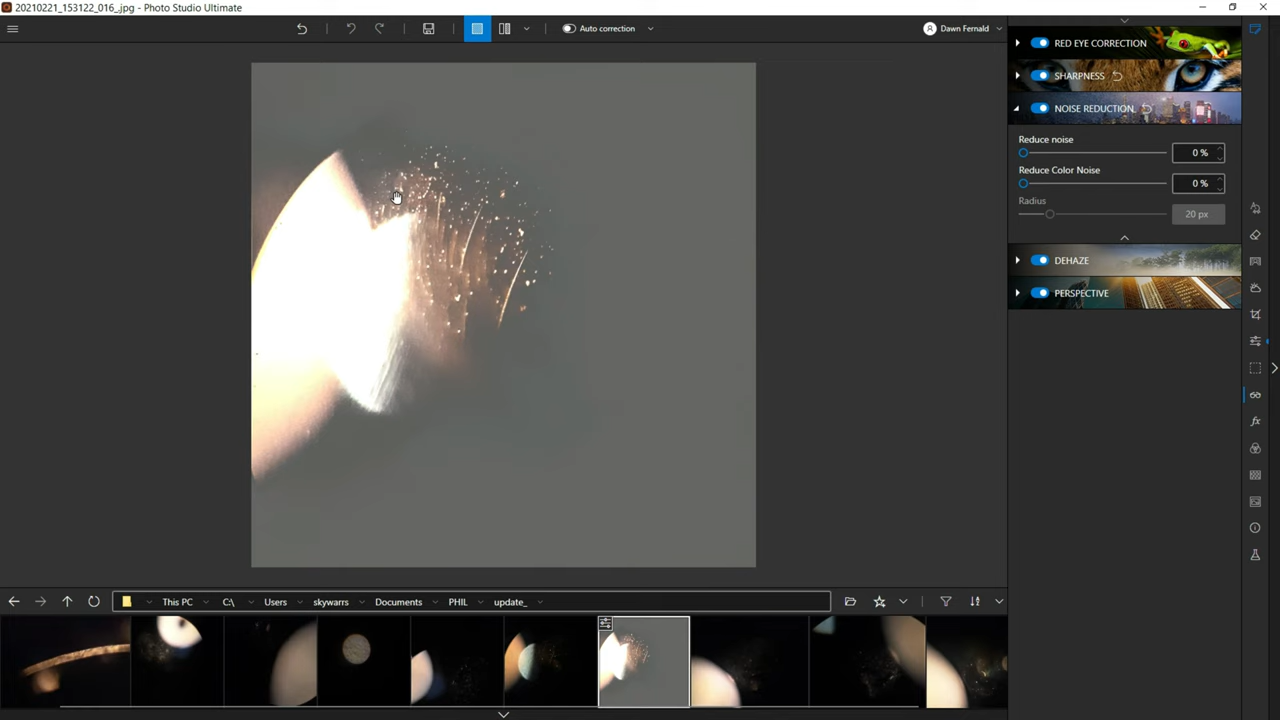 20210221_153122_016_.jpg - Photo Studio Ultimate
Auto correction
Dawn Fernald
RED EYE CORRECTION
SHARPNESS
NOISE REDUCTION
Reduce noise
0 %
Reduce Color Noise
0 %
Radius
20 px
DEHAZE
PERSPECTIVE
This PC C:\ Users skywarrs Documents PHIL update_